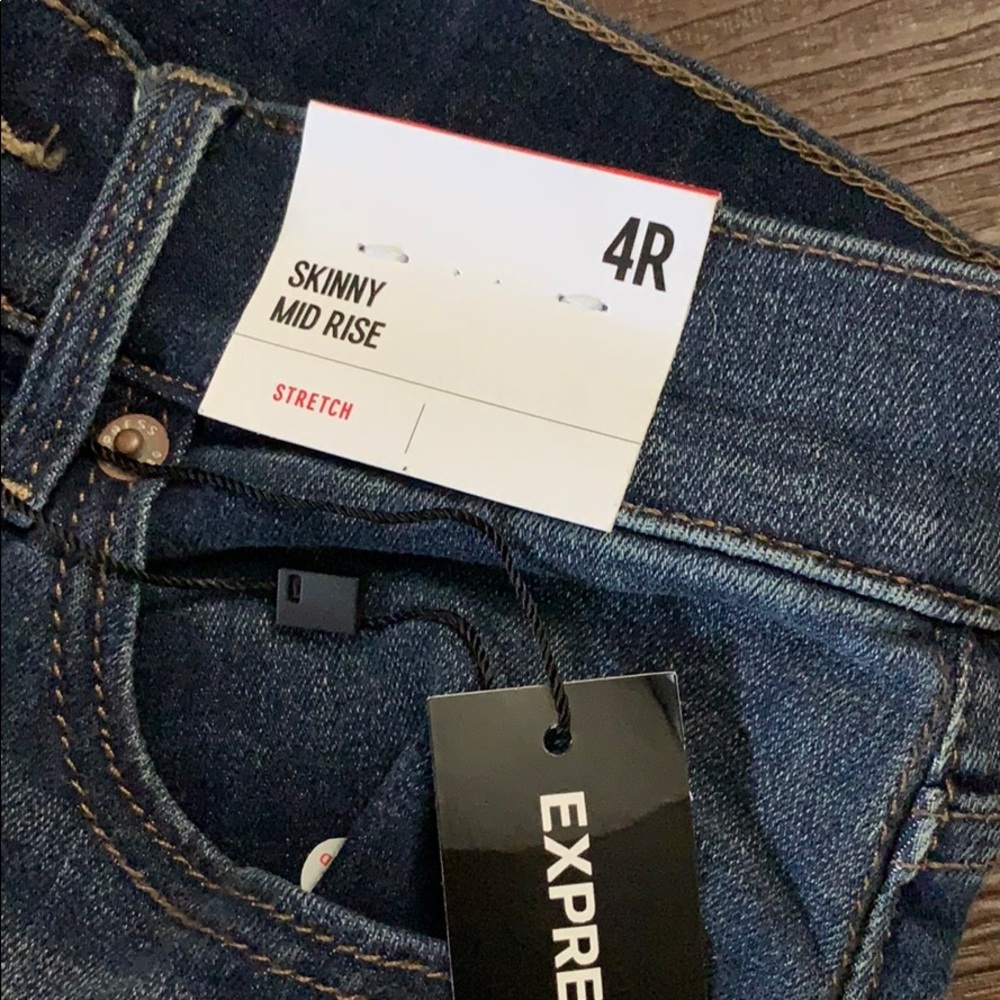 4R
SKINNY
MID RISE
STRETCH
EXPRE